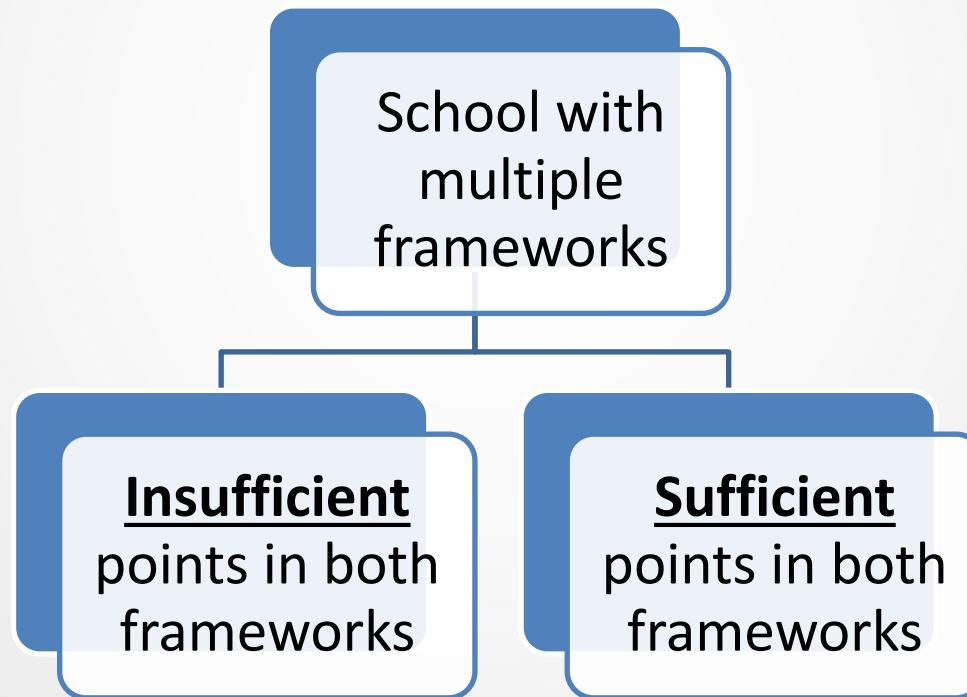 School with
multiple
frameworks
Insufficient
points in both
frameworks
Sufficient
points in both
frameworks